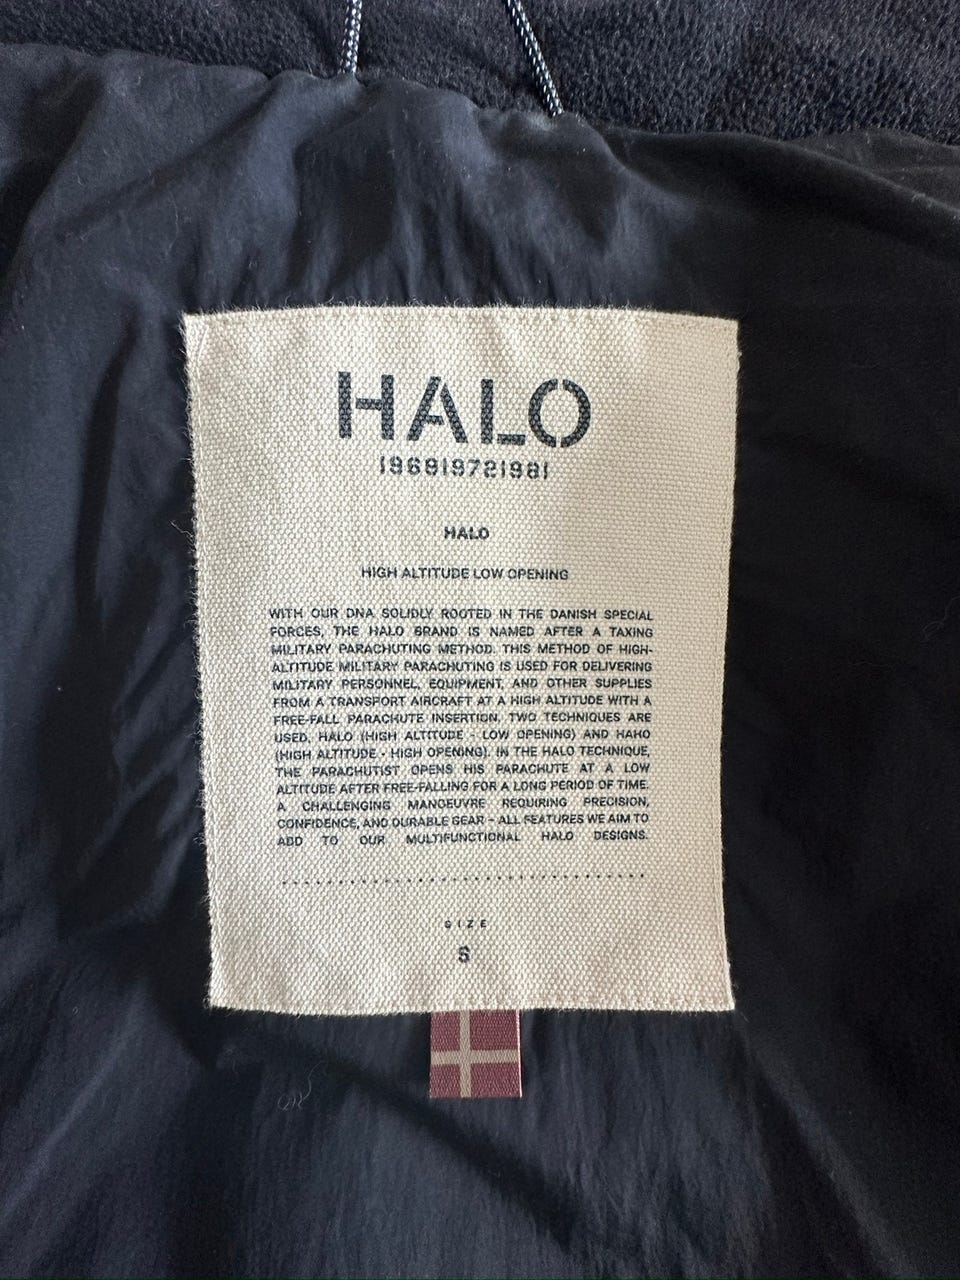 HALO
196819721981
HALO
HIGH ALTITUDE LOW OPENING
WITH OUR DNA SOLIDLY ROOTED IN THE DANISH SPECIAL
FORCES, THE HALO BRAND IS NAMED AFTER A TAXING
MILITARY PARACHUTING METHOD. THIS METHOD OF HIGH-
ALTITUDE MILITARY PARACHUTING IS USED FOR DELIVERING
MILITARY PERSONNEL, EQUIPMENT, AND OTHER SUPPLIES
FROM A TRANSPORT AIRCRAFT AT A HIGH ALTITUDE WITH A
FREE-FALL PARACHUTE INSERTION. TWO TECHNIQUES ARE
USED, HALO (HIGH ALTITUDE - LOW OPENING) AND HAHO
(HIGH ALTITUDE - HIGH OPENING). IN THE HALO TECHNIQUE,
THE PARACHUTIST OPENS HIS PARACHUTE AT A LOW
ALTITUDE AFTER FREE-FALLING FOR A LONG PERIOD OF TIME.
A CHALLENGING MANOEUVRE REQUIRING PRECISION,
CONFIDENCE, AND DURABLE GEAR - ALL FEATURES WE AIM TO
ADD TO OUR MULTIFUNCTIONAL HALO DESIGNS.
SIZE
S